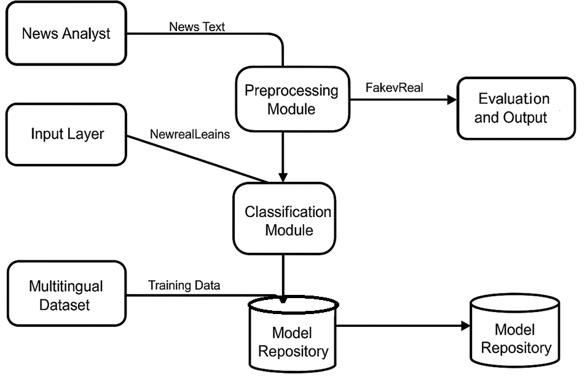 News Analyst
News Text
Preprocessing
Module
FakevReal
Evaluation
and Output
Input Layer
NewrealLeains
Classification
Module
Multitingual
Dataset
Training Data
Model
Repository
Model
Repository